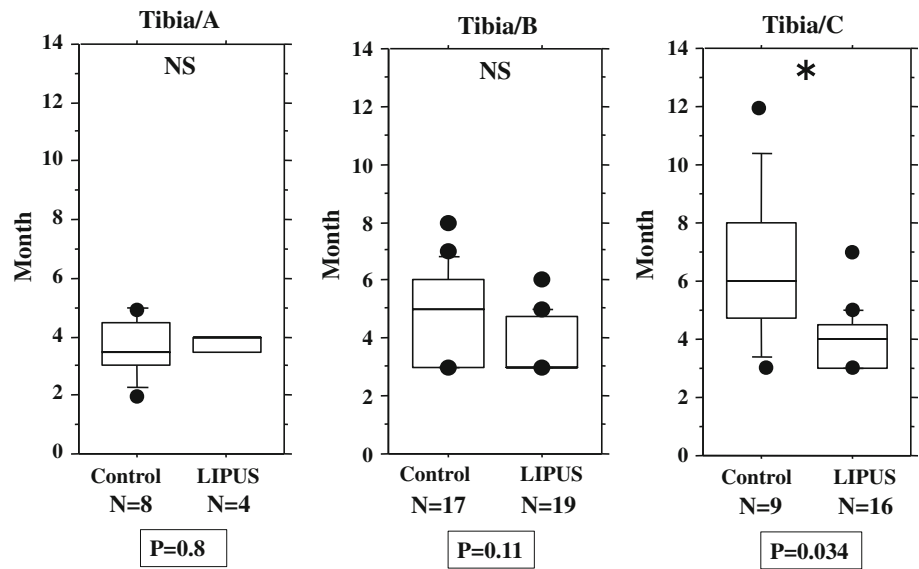 Tibia/A
Month
14
12
10
8
6
4
2
0
NS
Control LIPUS
N=8 N=4
P=0.8
Tibia/B
Month
14
12
10
8
6
4
2
0
NS
Control LIPUS
N=17 N=19
P=0.11
Tibia/C
Month
14
12
10
8
6
4
2
0
*
Control LIPUS
N=9 N=16
P=0.034